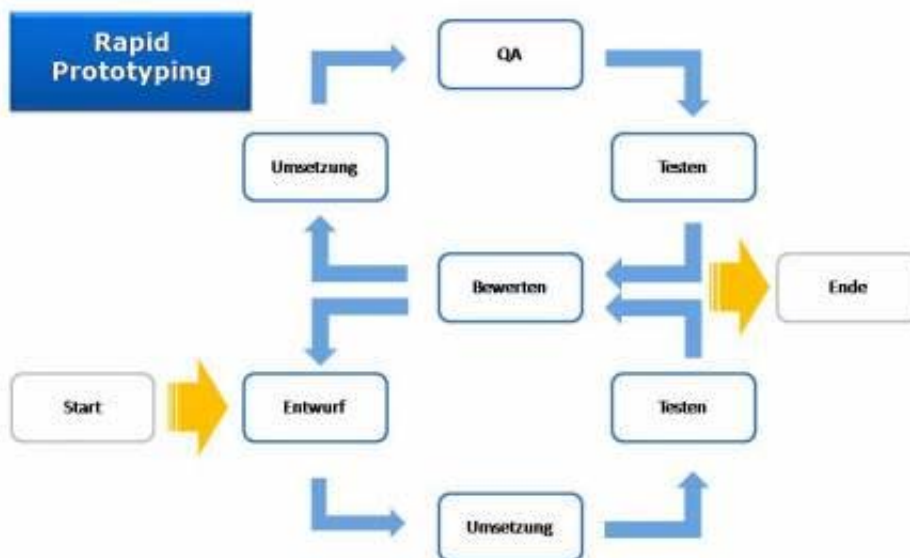 Rapid
Prototyping
QA
Umsetzung
Testen
Bewerten
Ende
Start
Entwurf
Testen
Umsetzung